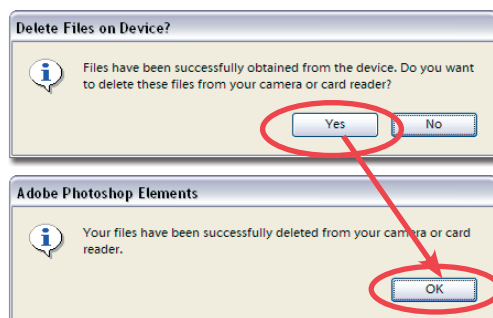 Delete Files on Device?
Files have been successfully obtained from the device. Do you want
to delete these files from your camera or card reader?
Yes
No
Adobe Photoshop Elements
Your files have been successfully deleted from your camera or card
reader.
OK